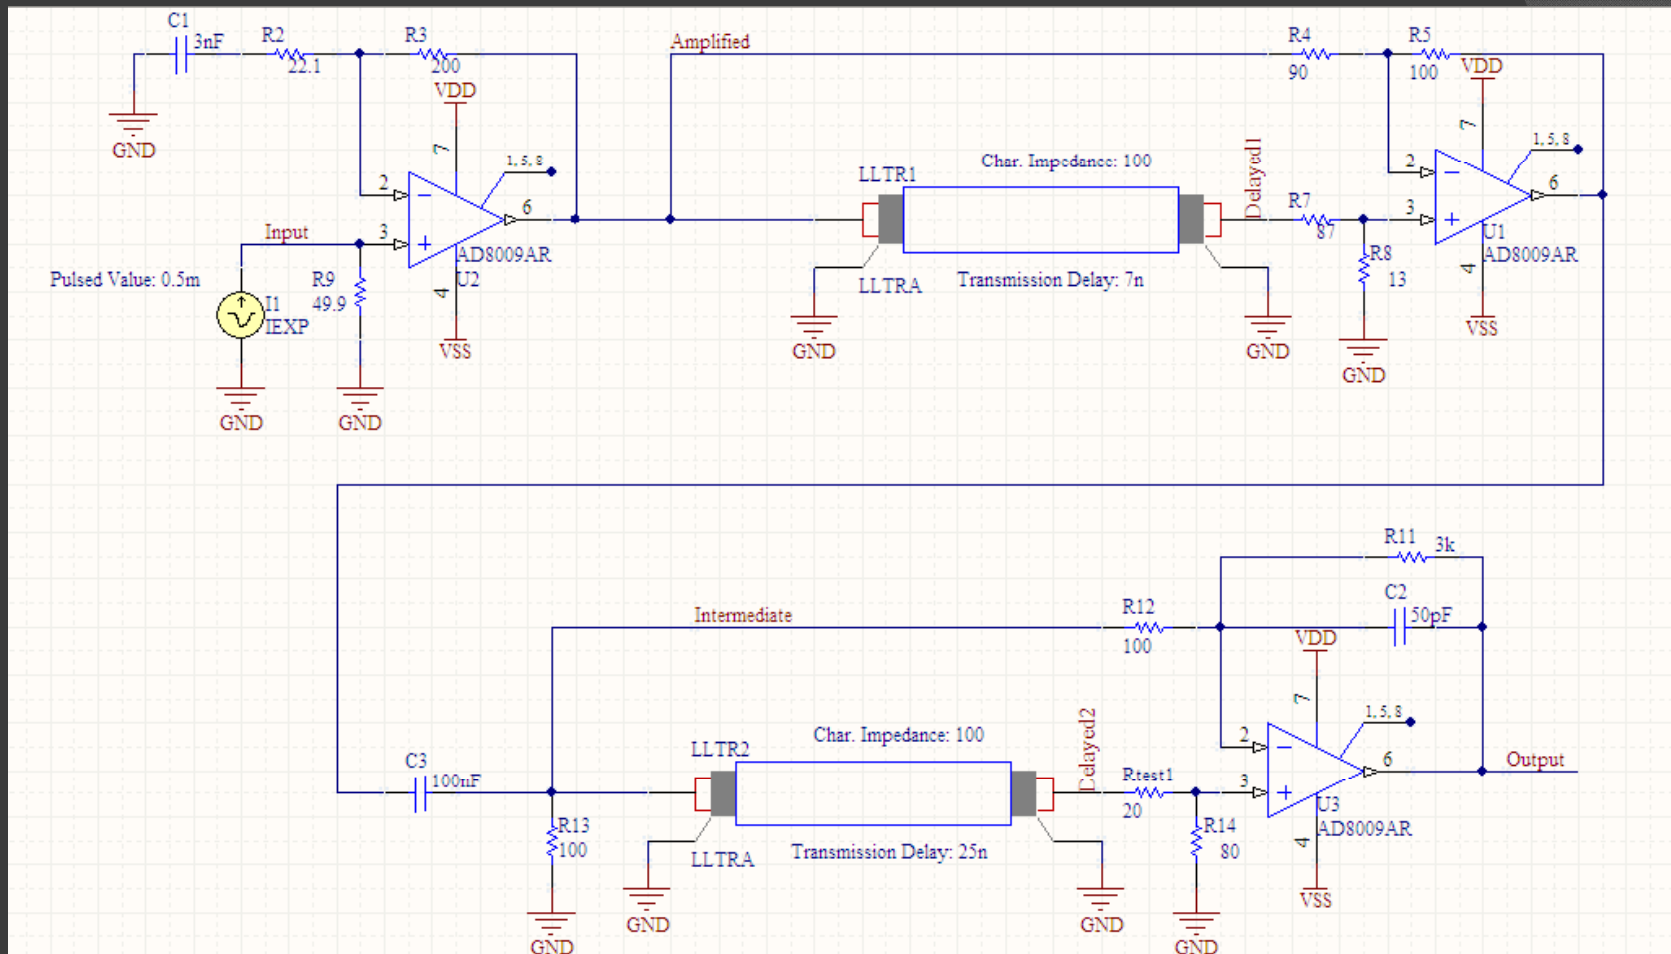 C1
3nF
R2
22.1
R3
200
VDD
7
1, 5, 8
2
6
3
4
AD8009AR
U2
VSS
Input
Pulsed Value: 0.5m
I1
IEXP
R9
49.9
GND
GND
GND
Amplified
LLTR1
Char. Impedance: 100
LLTRA
Transmission Delay: 7n
GND
GND
Delayed1
R7
87
R8
13
GND
R4
90
R5
100
VDD
7
1, 5, 8
2
6
3
U1
AD8009AR
4
VSS
Intermediate
C3
100nF
R13
100
GND
LLTR2
Char. Impedance: 100
LLTRA
Transmission Delay: 25n
GND
GND
Delayed2
R12
100
Rtest1
20
R14
80
GND
R11
3k
C2
50pF
VDD
7
1, 5, 8
2
6
3
U3
AD8009AR
4
VSS
Output